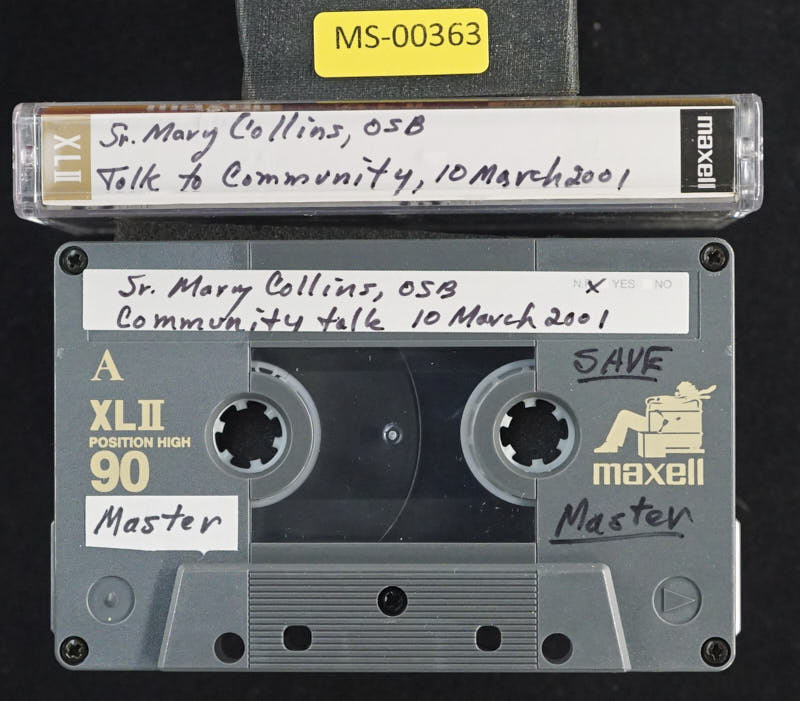 MS-00363
XLII
Sr. Mary Collins, OSB
Talk to Community, 10 March 2001
maxell
Sr. Mary Collins, OSB
N.R. X YES NO
Community talk 10 March 2001
A
SAVE
XLII
POSITION HIGH
90
maxell
Master
Master